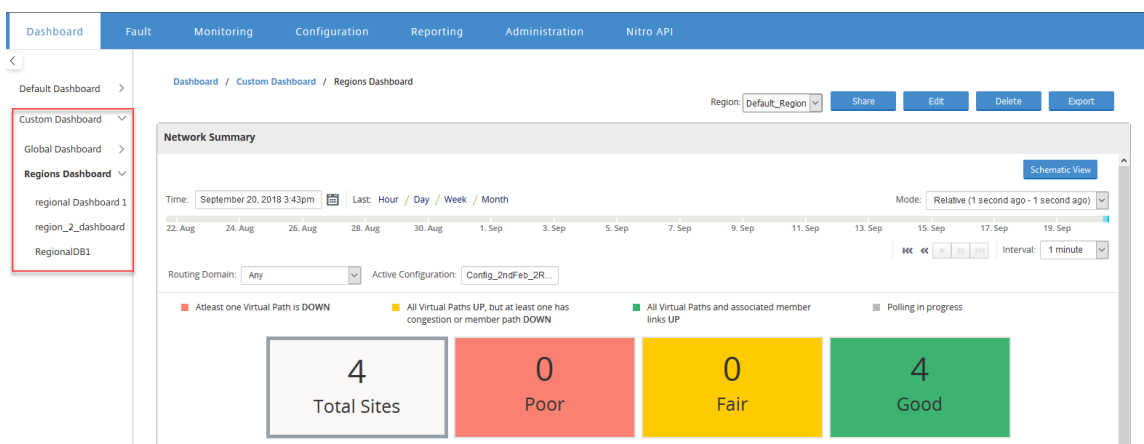 Dashboard Fault Monitoring Configuration Reporting Administration Nitro API
Default Dashboard
Custom Dashboard
Global Dashboard
Regions Dashboard
regional Dashboard 1
region_2_dashboard
RegionalDB1
Dashboard / Custom Dashboard / Regions Dashboard
Region: Default_Region Share Edit Delete Export
Network Summary
Schematic View
Time: September 20, 2018 3:43pm Last: Hour / Day / Week / Month Mode: Relative (1 second ago - 1 second ago)
22. Aug 24. Aug 26. Aug 28. Aug 30. Aug 1. Sep 3. Sep 5. Sep 7. Sep 9. Sep 11. Sep 13. Sep 15. Sep 17. Sep 19. Sep
Interval: 1 minute
Routing Domain: Any Active Configuration: Config_2ndFeb_2R...
Atleast one Virtual Path is DOWN
All Virtual Paths UP, but at least one has
congestion or member path DOWN
All Virtual Paths and associated member
links UP
Polling in progress
4
Total Sites
0
Poor
0
Fair
4
Good